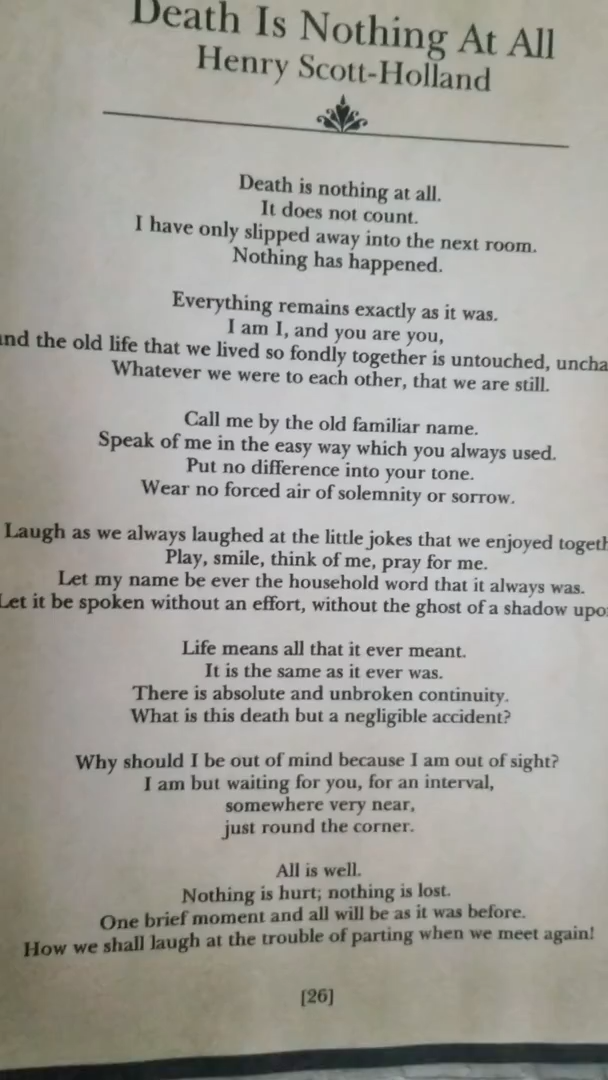 Death Is Nothing At All
Henry Scott-Holland
Death is nothing at all.
It does not count.
I have only slipped away into the next room.
Nothing has happened.
Everything remains exactly as it was.
I am I, and you are you,
the old life that we lived so fondly together is untouched,
Whatever we were to each other, that we are still.
Call me by the old familiar name.
Speak of me in the easy way which you always used.
Put no difference into your tone.
Wear no forced air of solemnity or sorrow.
Laugh as we always laughed at the little jokes that we enjoyed
Play, smile, think of me, pray for me.
Let my name be ever the household word that it always was.
Let it be spoken without an effort, without the ghost of a shadow
Life means all that it ever meant.
It is the same as it ever was.
There is absolute and unbroken continuity.
What is this death but a negligible accident?
Why should I be out of mind because I am out of sight?
I am but waiting for you, for an interval,
somewhere very near,
just round the corner.
All is well.
Nothing is hurt; nothing is lost.
One brief moment and all will be as it was before.
How we shall laugh at the trouble of parting when we meet again!
[26]